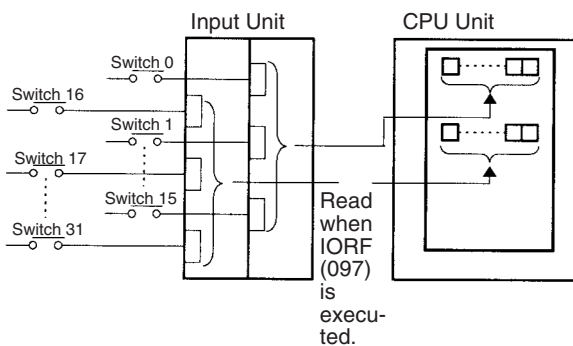 Input Unit
CPU Unit
Switch 0
Switch 16
Switch 1
Switch 17
Switch 15
Switch 31
Read
when
IORF
(097)
is
execu-
ted.